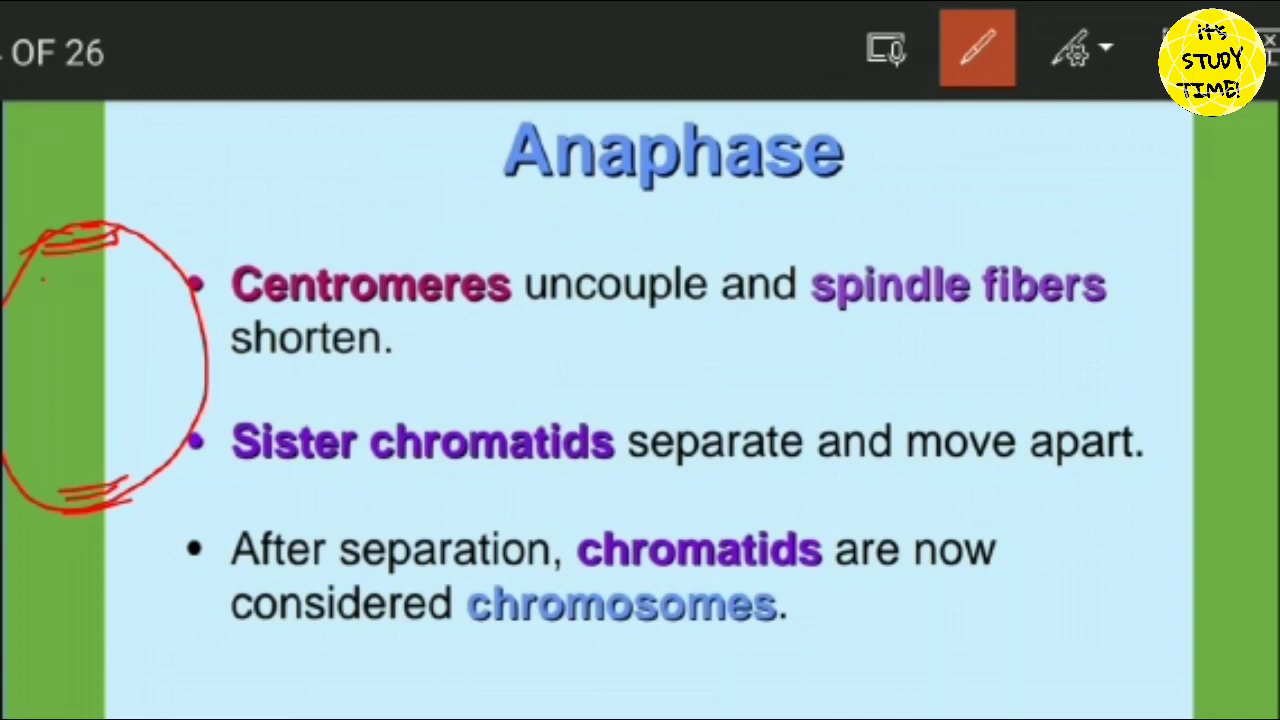 OF 26
iTS
STUDY
TIME!
Anaphase
• Centromeres uncouple and spindle fibers
shorten.
• Sister chromatids separate and move apart.
• After separation, chromatids are now
considered chromosomes.